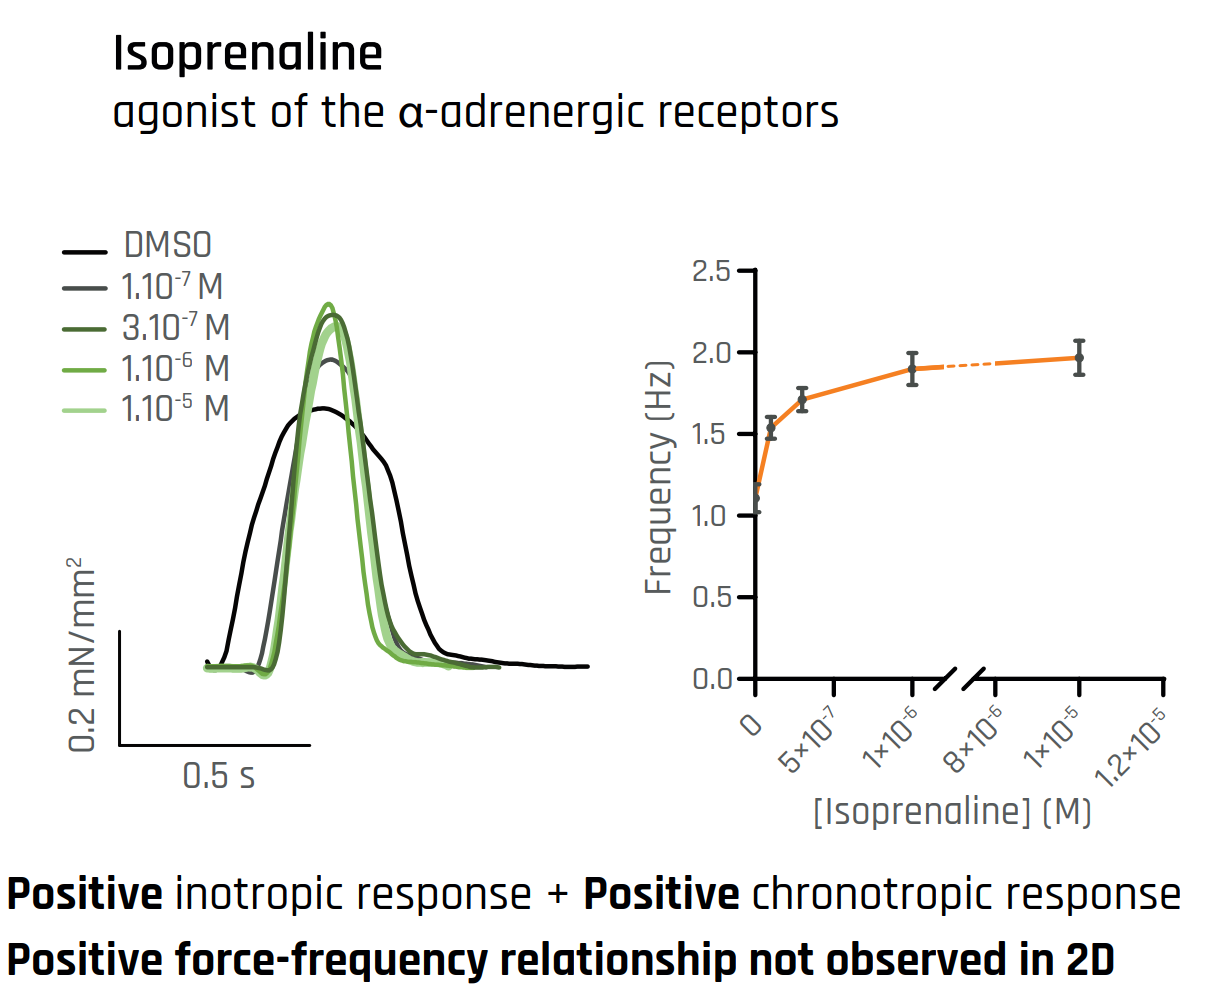 Isoprenaline
agonist of the α-adrenergic receptors
DMSO
1.10⁻⁷ M
3.10⁻⁷ M
1.10⁻⁶ M
1.10⁻⁵ M
0.2 mN/mm²
0.5 s
Frequency (Hz)
2.5
2.0
1.5
1.0
0.5
0.0
0
5×10⁻⁷
1×10⁻⁶
8×10⁻⁶
1×10⁻⁵
1.2×10⁻⁵
[Isoprenaline] (M)
Positive inotropic response + Positive chronotropic response
Positive force-frequency relationship not observed in 2D